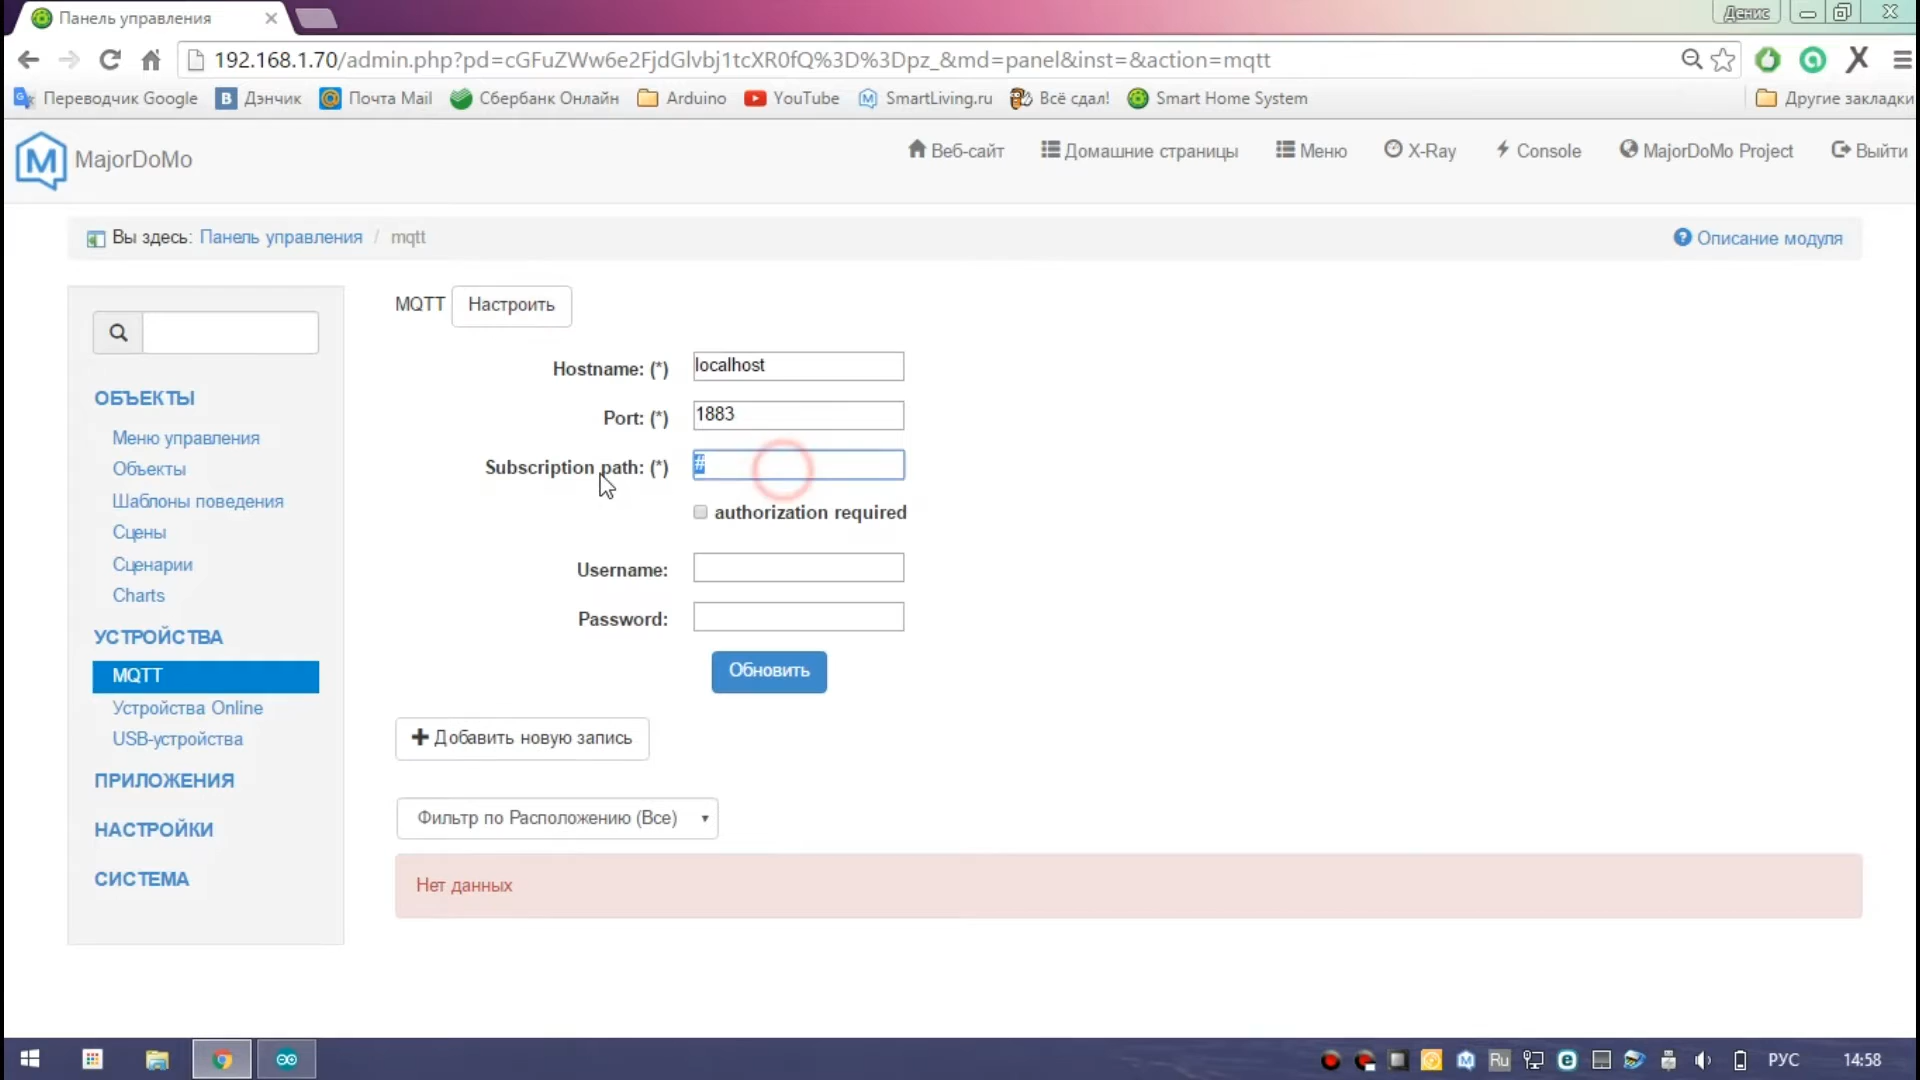 Панель управления
Денис
192.168.1.70/admin.php?pd=cGFuZWw6e2FjdGlvbj1tcXR0fQ%3D%3Dpz_&md=panel&inst=&action=mqtt
Переводчик Google
Дэнчик
Почта Mail
Сбербанк Онлайн
Arduino
YouTube
SmartLiving.ru
Всё сдал!
Smart Home System
Другие закладки
MajorDoMo
Веб-сайт
Домашние страницы
Меню
X-Ray
Console
MajorDoMo Project
Выйти
Вы здесь: Панель управления / mqtt
Описание модуля
ОБЪЕКТЫ
Меню управления
Объекты
Шаблоны поведения
Сцены
Сценарии
Charts
УСТРОЙСТВА
MQTT
Устройства Online
USB-устройства
ПРИЛОЖЕНИЯ
НАСТРОЙКИ
СИСТЕМА
MQTT Настроить
Hostname: (*) localhost
Port: (*) 1883
Subscription path: (*) #
authorization required
Username:
Password:
Обновить
Добавить новую запись
Фильтр по Расположению (Все)
Нет данных
Ru
РУС
14:58